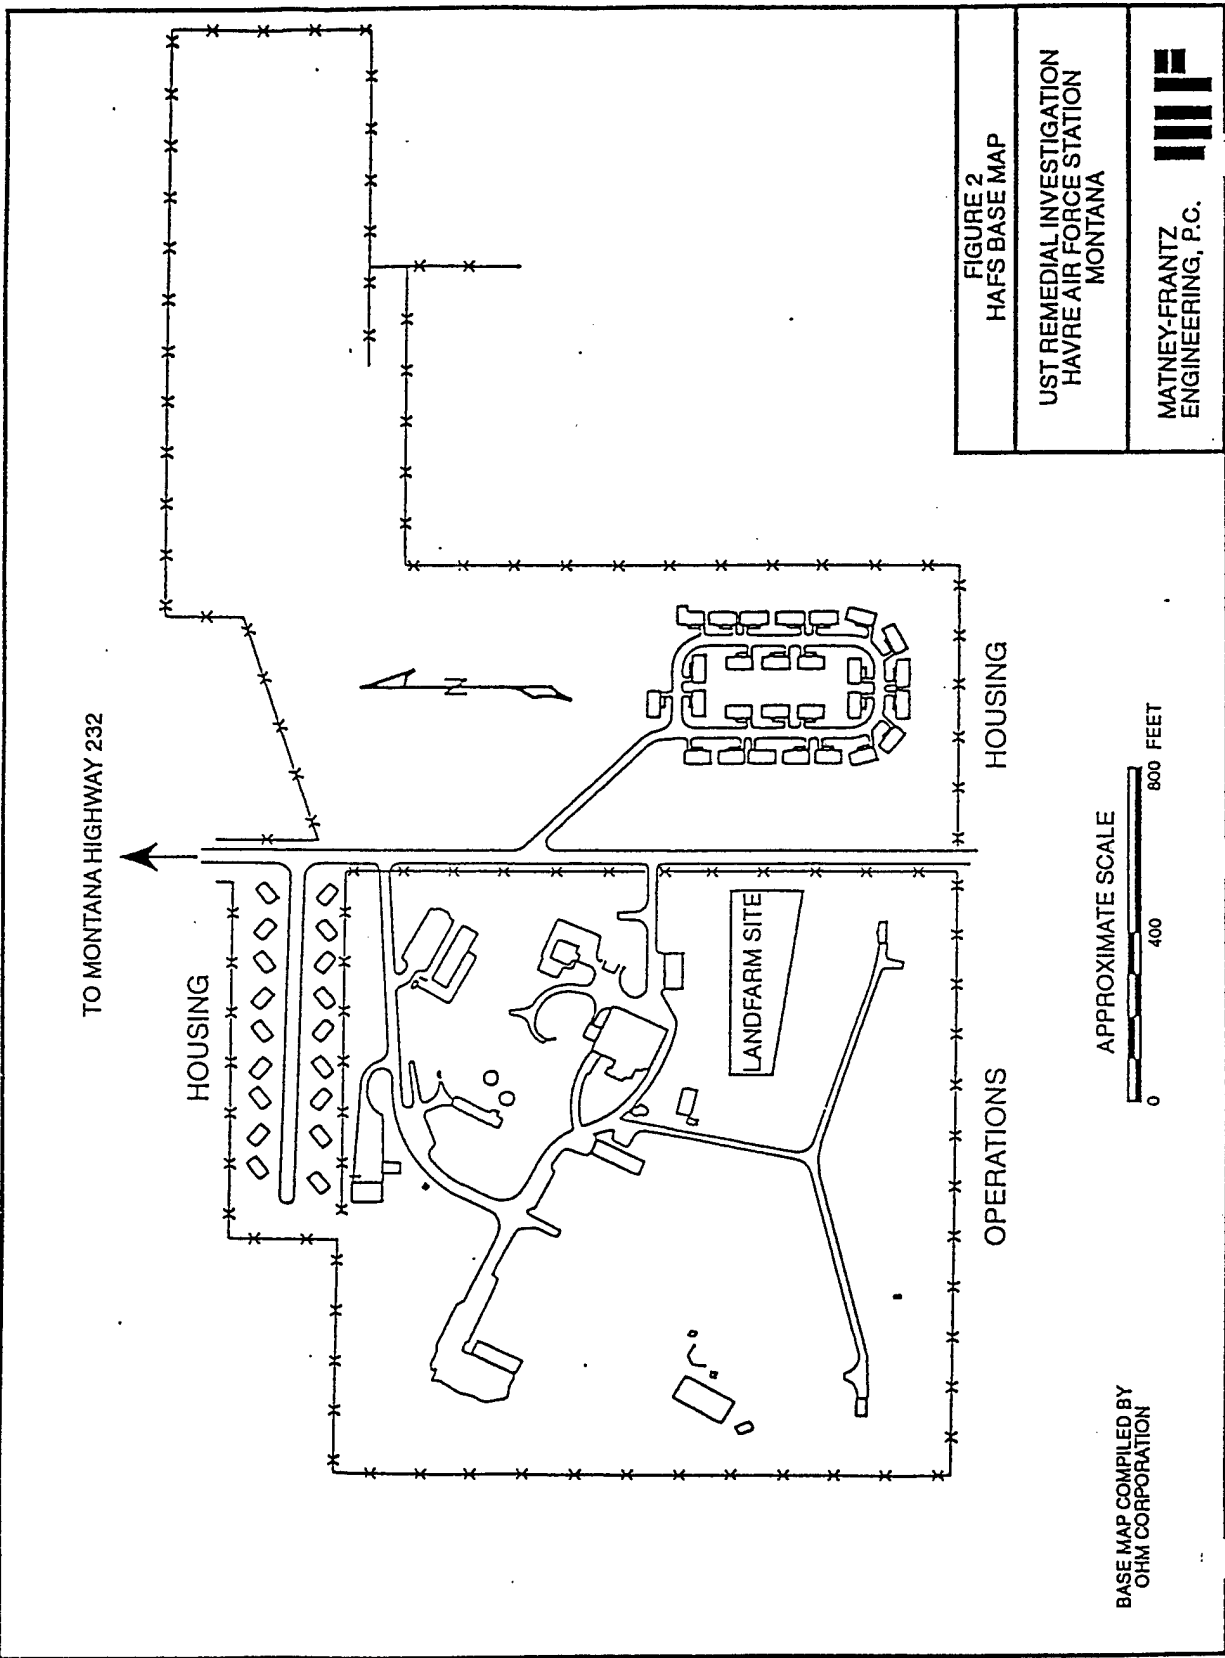 TO MONTANA HIGHWAY 232
HOUSING
N
HOUSING
LANDFARM SITE
OPERATIONS
APPROXIMATE SCALE
0 400 800 FEET
BASE MAP COMPILED BY
OHM CORPORATION
FIGURE 2
HAFS BASE MAP
UST REMEDIAL INVESTIGATION
HAVRE AIR FORCE STATION
MONTANA
MATNEY-FRANTZ
ENGINEERING, P.C.